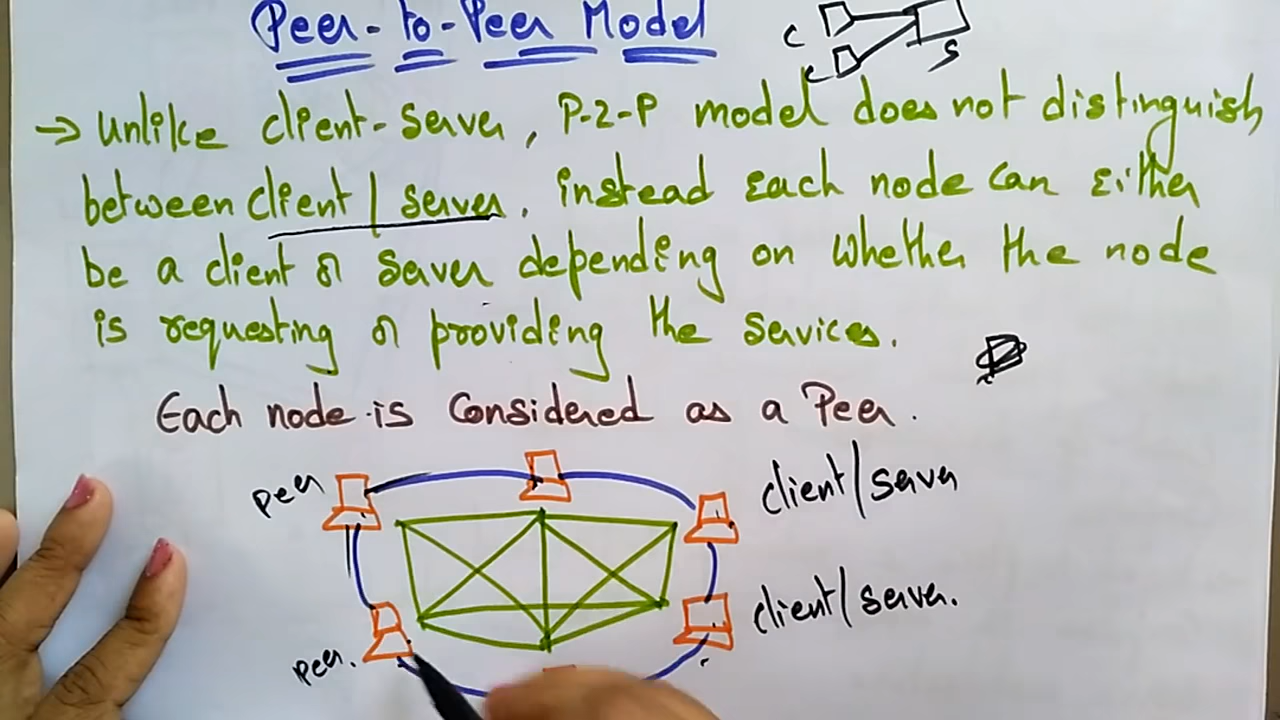 Peer-to-Peer Model
C
C
S
→ unlike client-server, P-2-P model does not distinguish
between client / server. instead Each node can Either
be a client or server depending on whether the node
is requesting or providing the services.
Each node is Considered as a Peer.
peer
client/server
client/server.
peer.